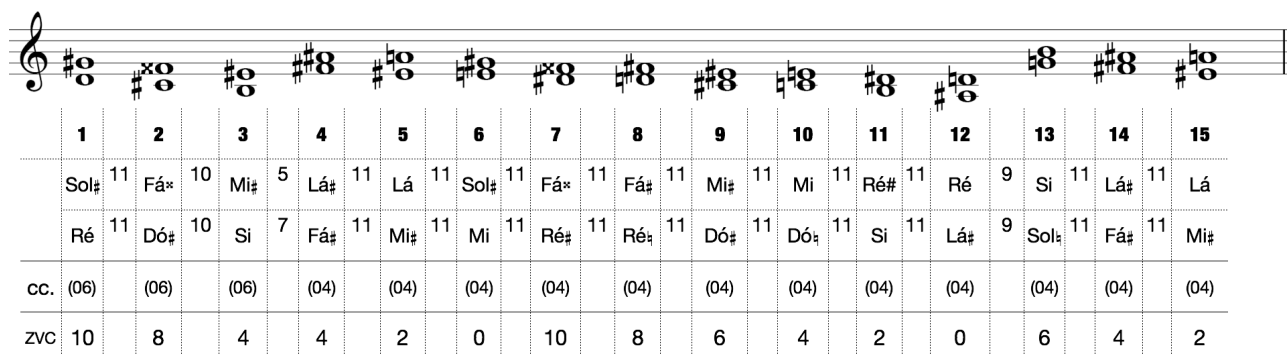 1 2 3 4 5 6 7 8 9 10 11 12 13 14 15
Sol♯ 11 Fá𝄪 10 Mi♯ 5 Lá♯ 11 Lá 11 Sol♯ 11 Fá𝄪 11 Fá♯ 11 Mi♯ 11 Mi 11 Ré# 11 Ré 9 Si 11 Lá♯ 11 Lá
Ré 11 Dó♯ 10 Si 7 Fá♯ 11 Mi♯ 11 Mi 11 Ré♯ 11 Ré♮ 11 Dó♯ 11 Dó♮ 11 Si 11 Lá♯ 9 Sol♮ 11 Fá♯ 11 Mi♯
cc. (06) (06) (06) (04) (04) (04) (04) (04) (04) (04) (04) (04) (04) (04) (04)
ZVC 10 8 4 4 2 0 10 8 6 4 2 0 6 4 2